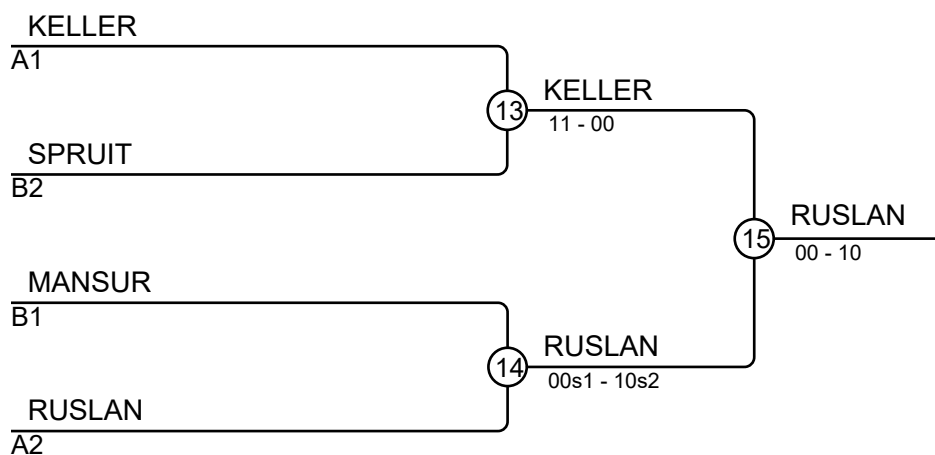 KELLER
A1
13
KELLER
11 - 00
SPRUIT
B2
15
RUSLAN
00 - 10
MANSUR
B1
14
RUSLAN
00s1 - 10s2
RUSLAN
A2